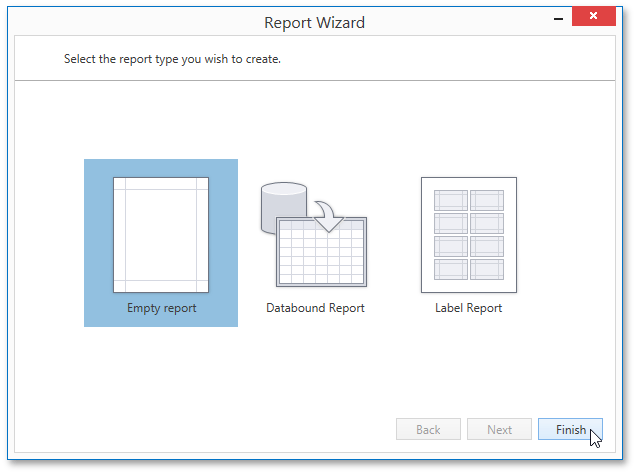 Report Wizard
Select the report type you wish to create.
Empty report
Databound Report
Label Report
Back
Next
Finish